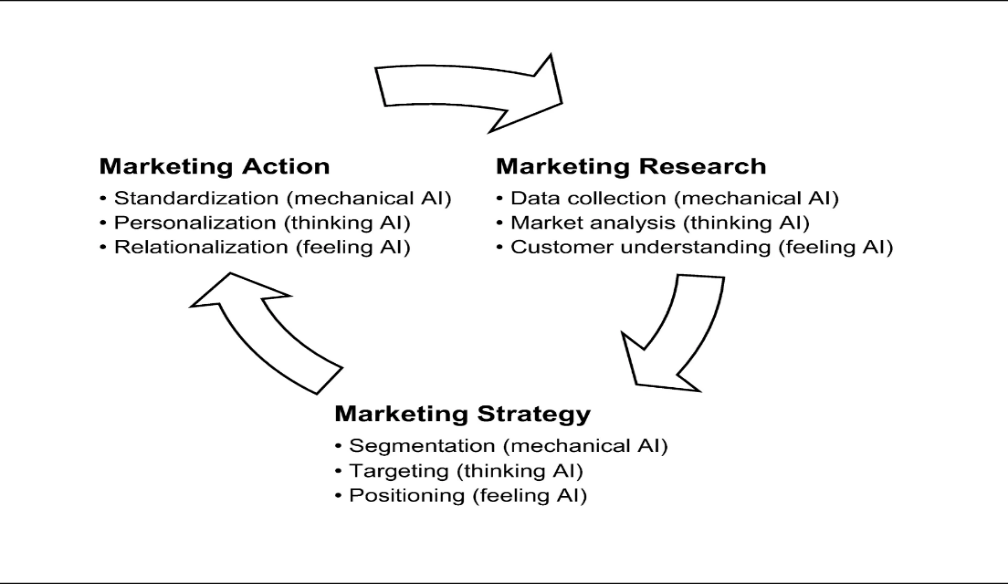 Marketing Action
• Standardization (mechanical AI)
• Personalization (thinking AI)
• Relationalization (feeling AI)
Marketing Research
• Data collection (mechanical AI)
• Market analysis (thinking AI)
• Customer understanding (feeling AI)
Marketing Strategy
• Segmentation (mechanical AI)
• Targeting (thinking AI)
• Positioning (feeling AI)